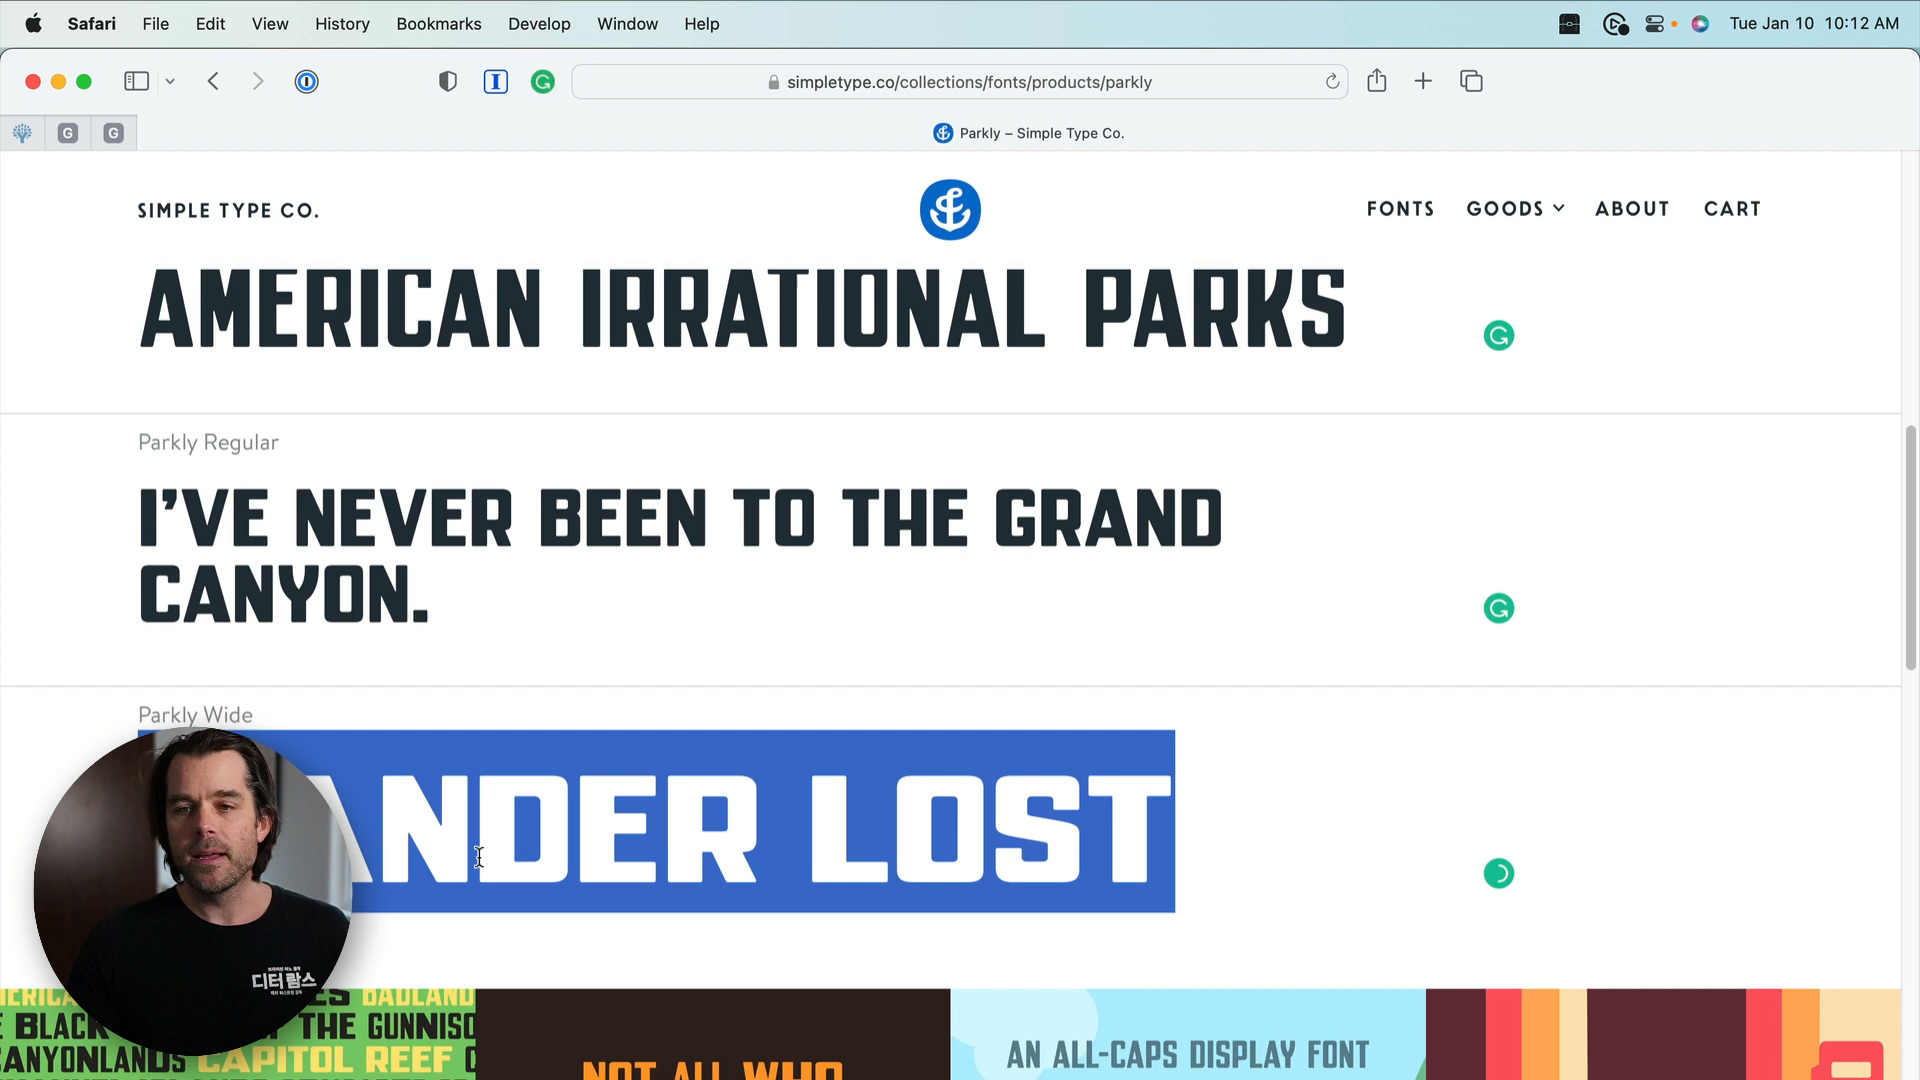 Safari File Edit View History Bookmarks Develop Window Help Tue Jan 10 10:12 AM
simpletype.co/collections/fonts/products/parkly
G G Parkly – Simple Type Co.
SIMPLE TYPE CO. FONTS GOODS ABOUT CART
AMERICAN IRRATIONAL PARKS
Parkly Regular
I’VE NEVER BEEN TO THE GRAND
CANYON.
Parkly Wide
ANDER LOST
디터 람스
BADLAND
BLACK THE GUNNISO
ANYONLANDS CAPITOL REEF
NOT ALL WHO
AN ALL-CAPS DISPLAY FONT